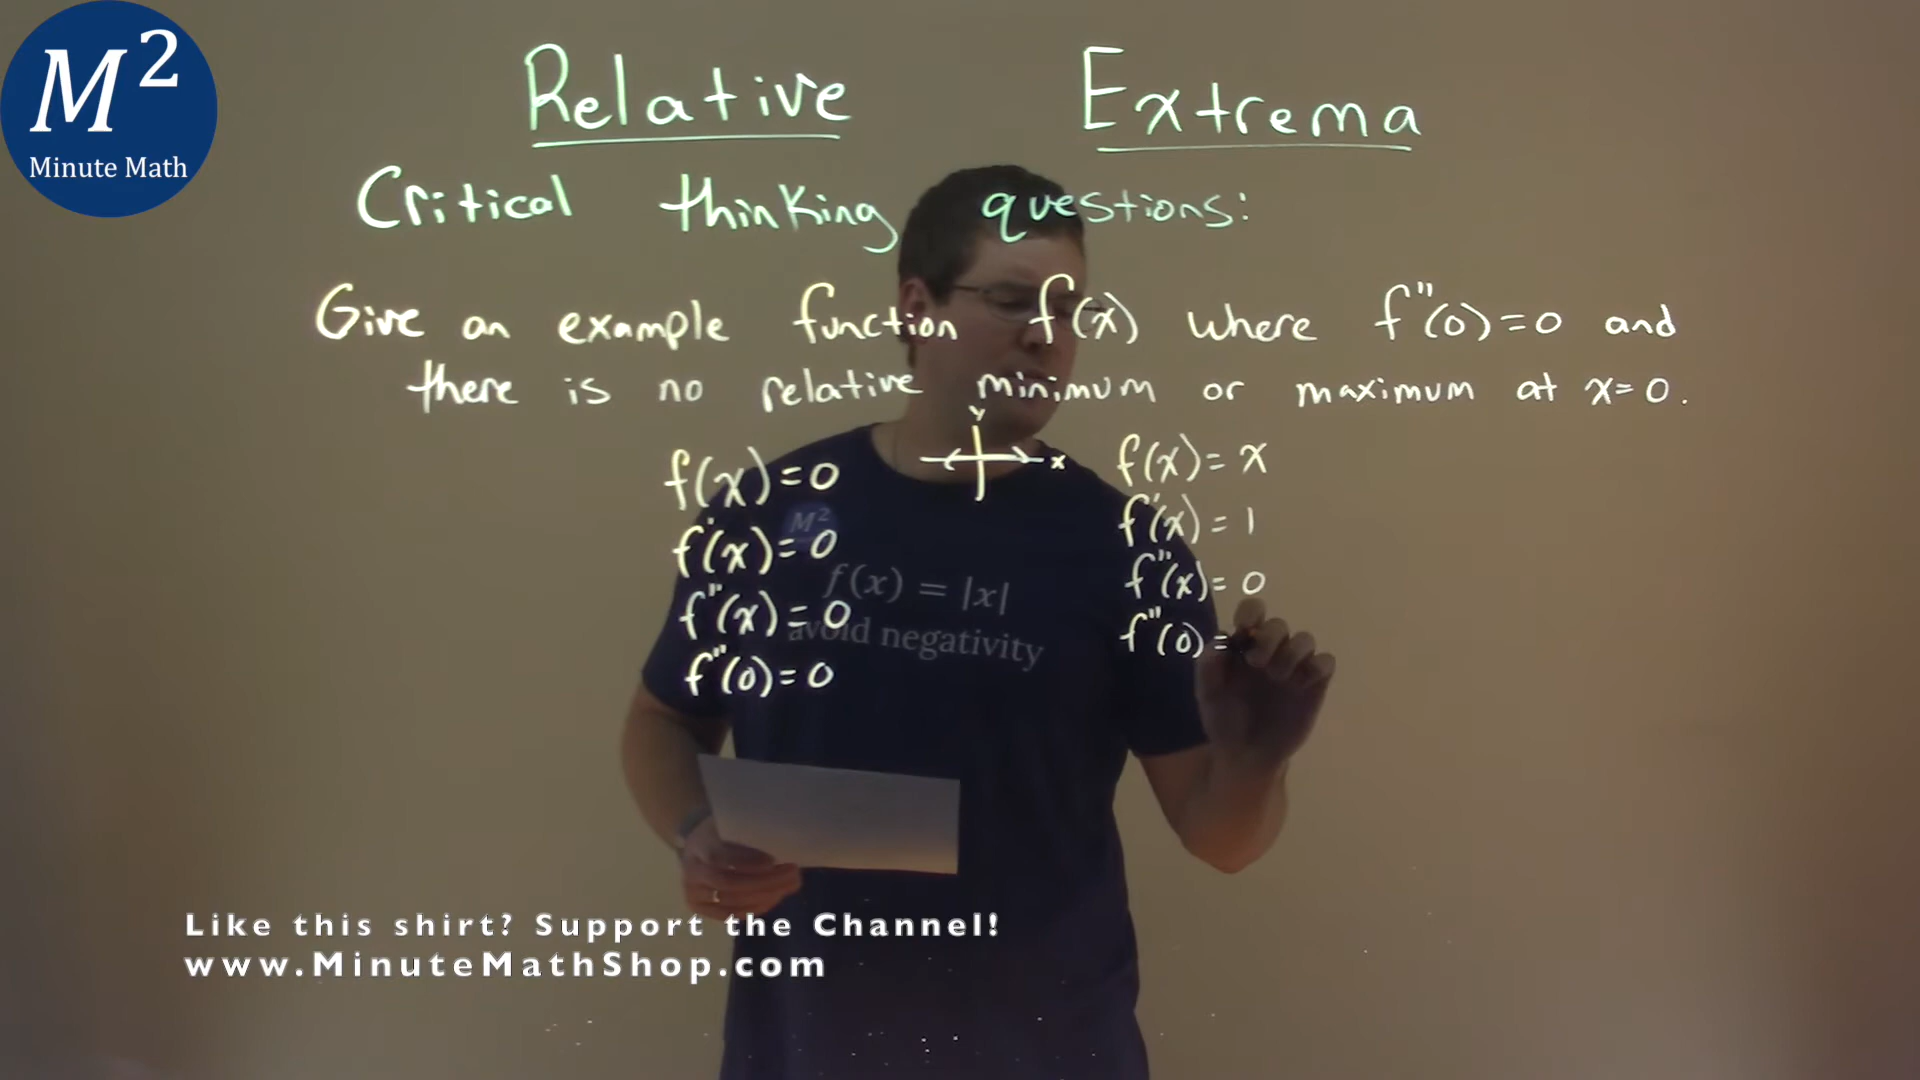 M²
Minute Math
Relative Extrema
Critical thinking questions:
Give an example function f(x) where f"(0)=0 and
there is no relative minimum or maximum at x=0.
y
x
f(x)=0
f'(x)=0
f"(x)=0
f"(0)=0
f(x)=x
f'(x)=1
f"(x)=0
f"(0)=
M²
f(x) = |x|
avoid negativity
Like this shirt? Support the Channel!
www.MinuteMathShop.com